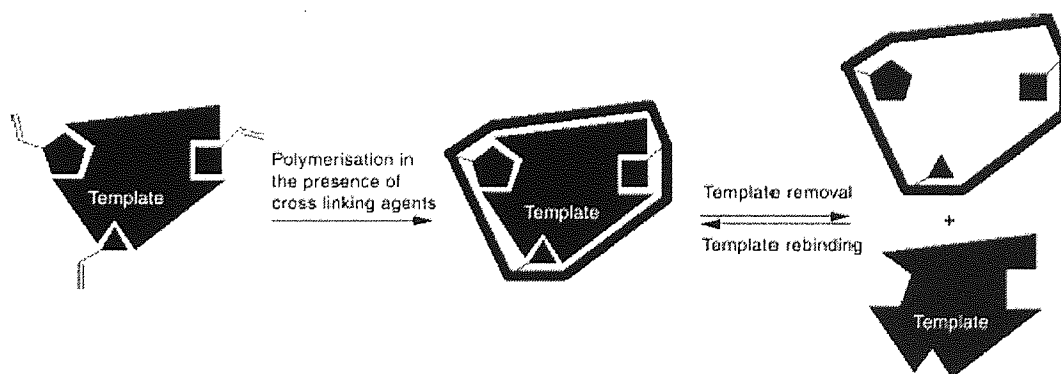 Template
Polymerisation in
the presence of
cross linking agents
Template
Template removal
Template rebinding
+
Template